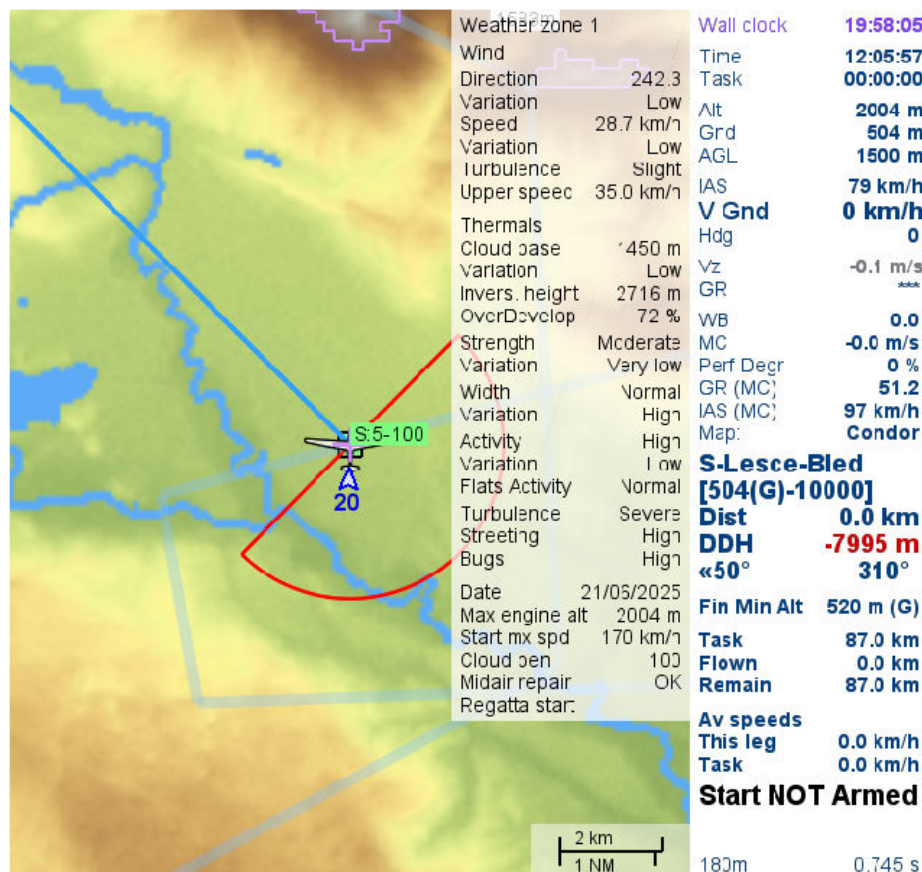 S:5-100
20
Weather zone 1
Wind
Direction 242.3
Variation Low
Speed 28.7 km/h
Variation Low
Turbulence Slight
Upper speed 35.0 km/h
Thermals
Cloud base 1450 m
Variation Low
Invers. height 2716 m
OverDevelop 72 %
Strength Moderate
Variation Very low
Width Normal
Variation High
Activity High
Variation Low
Flats Activity Normal
Turbulence Severe
Streeting High
Bugs High
Date 21/06/2025
Max engine alt 2004 m
Start mx spd 170 km/h
Cloud pen 100
Midair repair OK
Regatta start
2 km
1 NM
Wall clock 19:58:05
Time 12:05:57
Task 00:00:00
Alt 2004 m
Gnd 504 m
AGL 1500 m
IAS 79 km/h
V Gnd 0 km/h
Hdg 0
Vz -0.1 m/s
GR ***
WB 0.0
MC -0.0 m/s
Perf Degr 0 %
GR (MC) 51.2
IAS (MC) 97 km/h
Map: Condor
S-Lesce-Bled
[504(G)-10000]
Dist 0.0 km
DDH -7995 m
«50° 310°
Fin Min Alt 520 m (G)
Task 87.0 km
Flown 0.0 km
Remain 87.0 km
Av speeds
This leg 0.0 km/h
Task 0.0 km/h
Start NOT Armed
180m 0.745 s